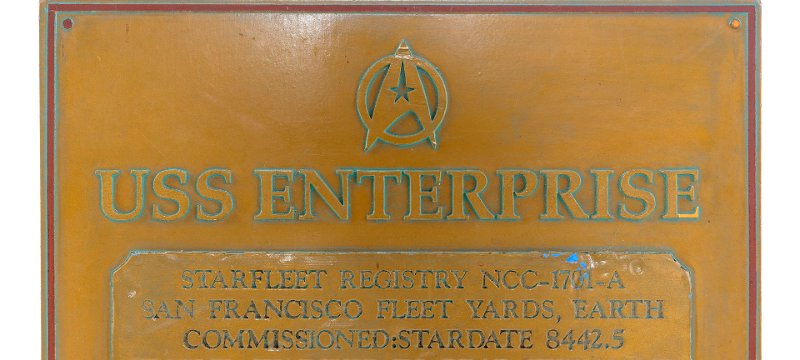 USS ENTERPRISE
STARFLEET REGISTRY NCC-1701-A
SAN FRANCISCO FLEET YARDS, EARTH
COMMISSIONED:STARDATE 8442.5